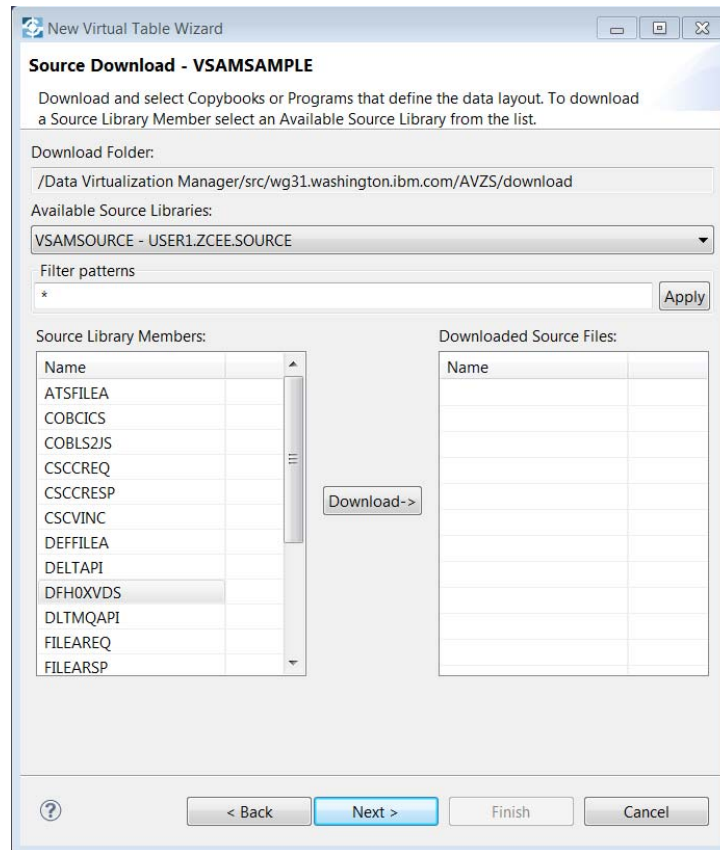 New Virtual Table Wizard
Source Download - VSAMSAMPLE
Download and select Copybooks or Programs that define the data layout. To download
a Source Library Member select an Available Source Library from the list.
Download Folder:
/Data Virtualization Manager/src/wg31.washington.ibm.com/AVZS/download
Available Source Libraries:
VSAMSOURCE - USER1.ZCEE.SOURCE
Filter patterns
*
Apply
Source Library Members:
Name
ATSFILEA
COBCICS
COBLS2JS
CSCCREQ
CSCCRESP
CSCVINC
DEFFILEA
DELTAPI
DFH0XVDS
DLTMQAPI
FILEAREQ
FILEARSP
Download->
Downloaded Source Files:
Name
?
< Back
Next >
Finish
Cancel